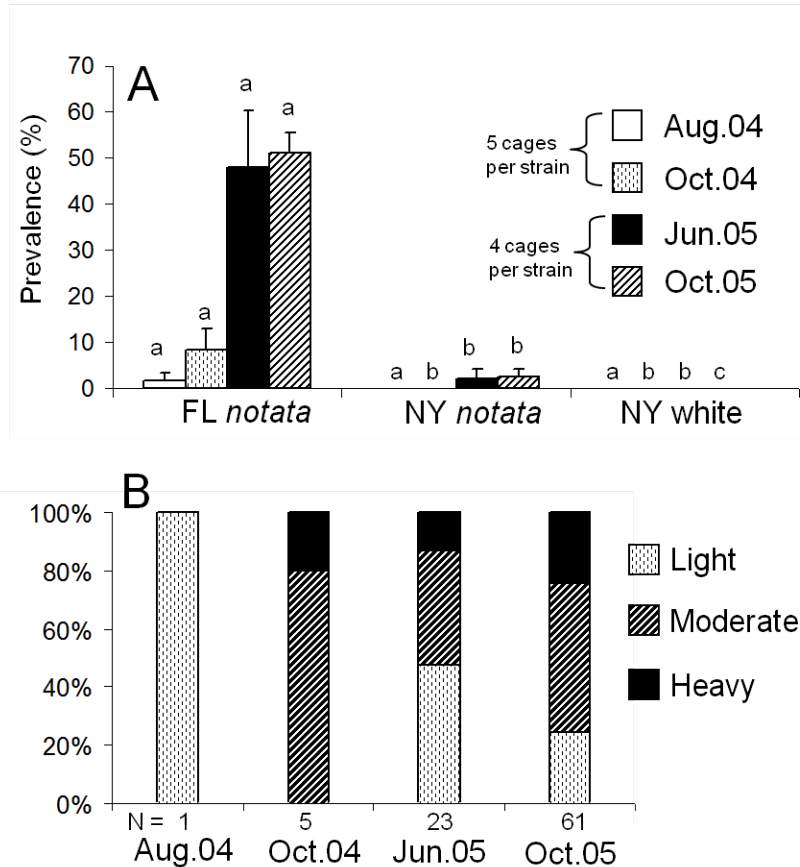 A
Prevalence (%)
70
60
50
40
30
20
10
0
a
a
a
a
a
b
b
b
a
b
b
c
FL notata
NY notata
NY white
5 cages
per strain
Aug.04
Oct.04
4 cages
per strain
Jun.05
Oct.05
B
100%
80%
60%
40%
20%
0%
N = 1 5 23 61
Aug.04 Oct.04 Jun.05 Oct.05
Light
Moderate
Heavy